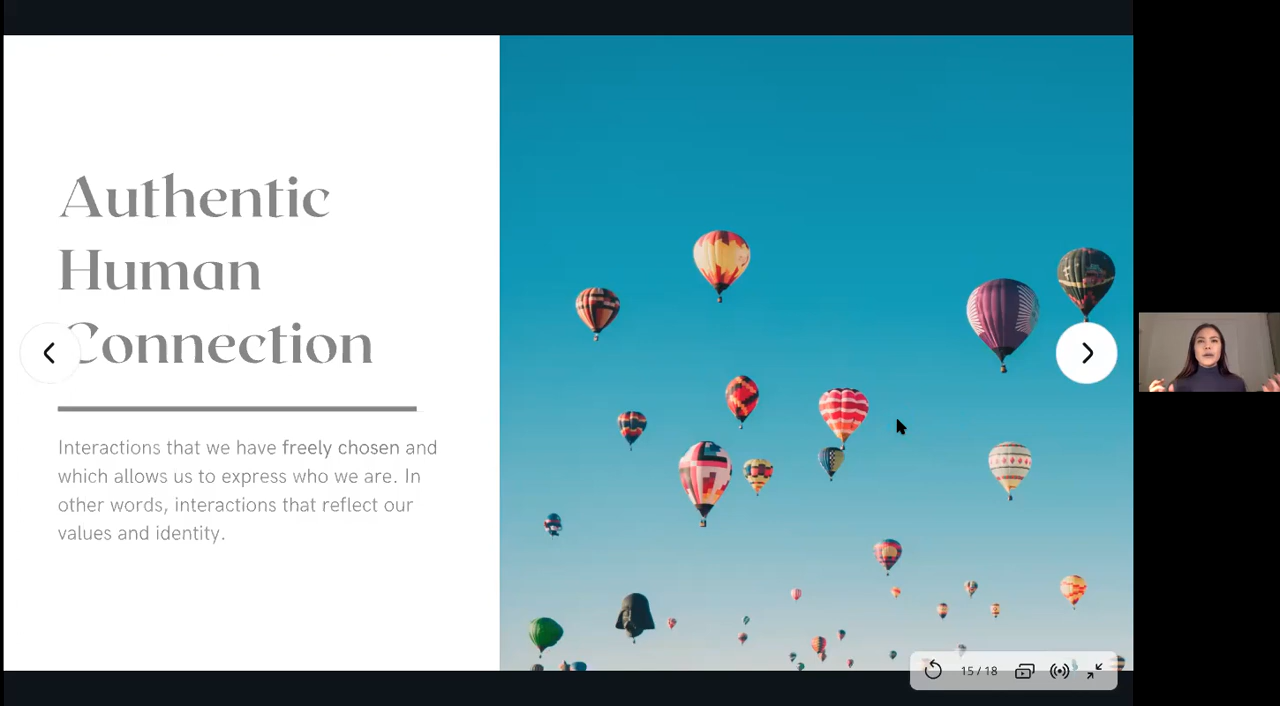 Authentic
Human
Connection
Interactions that we have freely chosen and
which allows us to express who we are. In
other words, interactions that reflect our
values and identity.
15 / 18